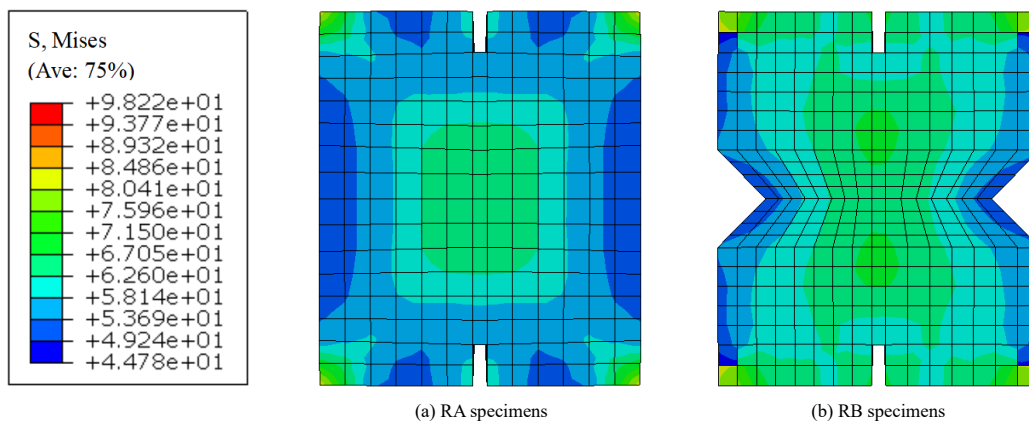 S, Mises
(Ave: 75%)
+9.822e+01
+9.377e+01
+8.932e+01
+8.486e+01
+8.041e+01
+7.596e+01
+7.150e+01
+6.705e+01
+6.260e+01
+5.814e+01
+5.369e+01
+4.924e+01
+4.478e+01
(a) RA specimens
(b) RB specimens